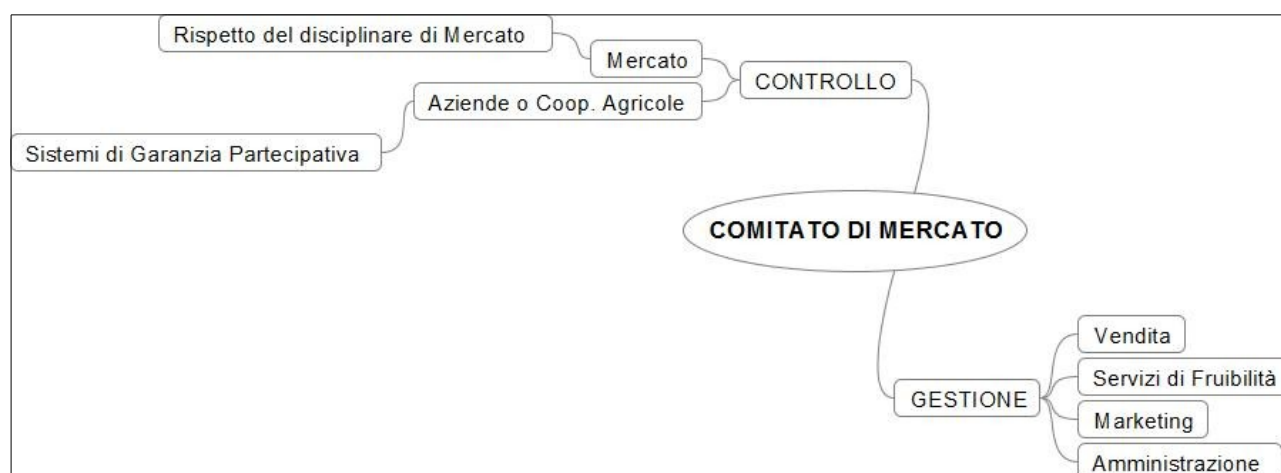 Rispetto del disciplinare di Mercato
Mercato
CONTROLLO
Aziende o Coop. Agricole
Sistemi di Garanzia Partecipativa
COMITATO DI MERCATO
Vendita
Servizi di Fruibilità
GESTIONE
Marketing
Amministrazione